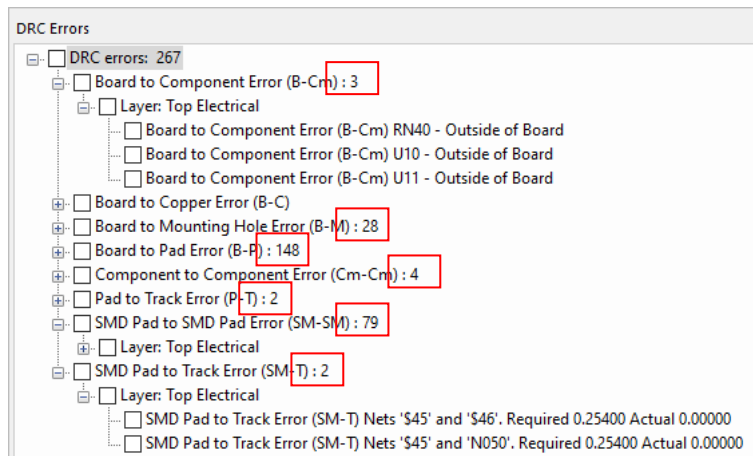 DRC Errors
DRC errors: 267
Board to Component Error (B-Cm) : 3
Layer: Top Electrical
Board to Component Error (B-Cm) RN40 - Outside of Board
Board to Component Error (B-Cm) U10 - Outside of Board
Board to Component Error (B-Cm) U11 - Outside of Board
Board to Copper Error (B-C)
Board to Mounting Hole Error (B-M) : 28
Board to Pad Error (B-P) : 148
Component to Component Error (Cm-Cm) : 4
Pad to Track Error (P-T) : 2
SMD Pad to SMD Pad Error (SM-SM) : 79
Layer: Top Electrical
SMD Pad to Track Error (SM-T) : 2
Layer: Top Electrical
SMD Pad to Track Error (SM-T) Nets '$45' and '$46'. Required 0.25400 Actual 0.00000
SMD Pad to Track Error (SM-T) Nets '$45' and 'N050'. Required 0.25400 Actual 0.00000